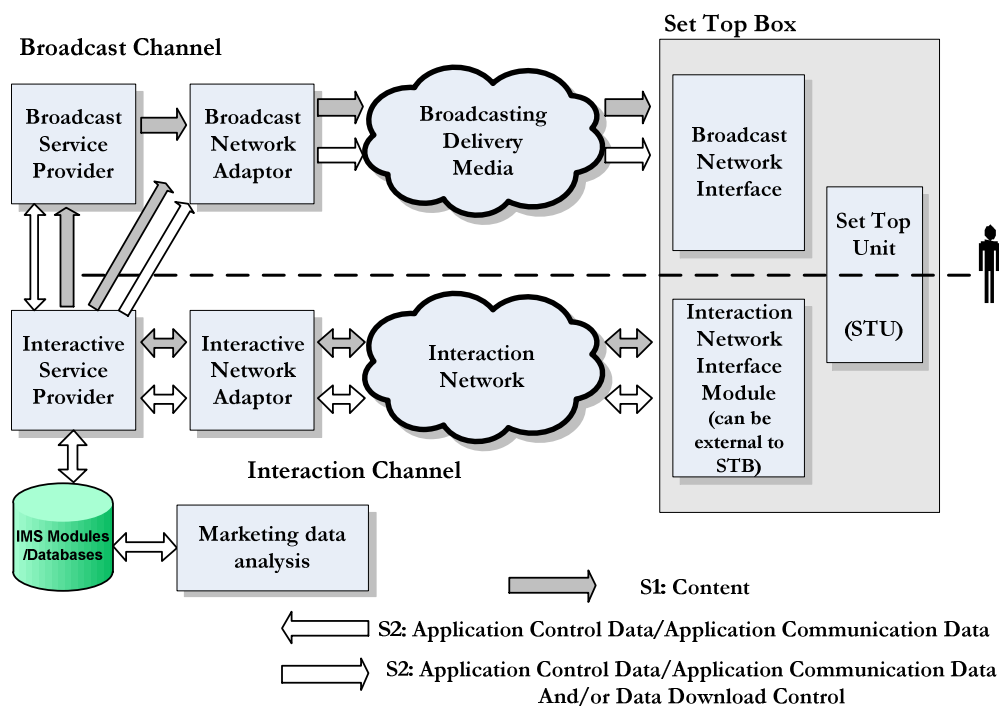 Set Top Box
Broadcast Channel
Broadcast
Service
Provider
Broadcast
Network
Adaptor
Broadcasting
Delivery
Media
Broadcast
Network
Interface
Set Top
Unit
(STU)
Interactive
Service
Provider
Interactive
Network
Adaptor
Interaction
Network
Interaction
Network
Interface
Module
(can be
external to
STB)
Interaction Channel
IMS Modules
/Databases
Marketing data
analysis
S1: Content
S2: Application Control Data/Application Communication Data
S2: Application Control Data/Application Communication Data
And/or Data Download Control